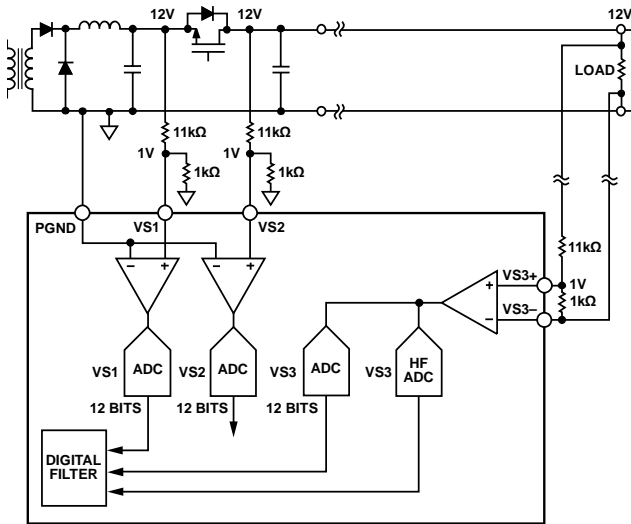 12V
12V
12V
LOAD
11kΩ
11kΩ
1V
1V
1kΩ
1kΩ
PGND
VS1
VS2
11kΩ
VS3+
1V
1kΩ
VS3–
– +
– +
+
–
VS1
ADC
VS2
ADC
VS3
ADC
VS3
HF
ADC
12 BITS
12 BITS
12 BITS
DIGITAL
FILTER